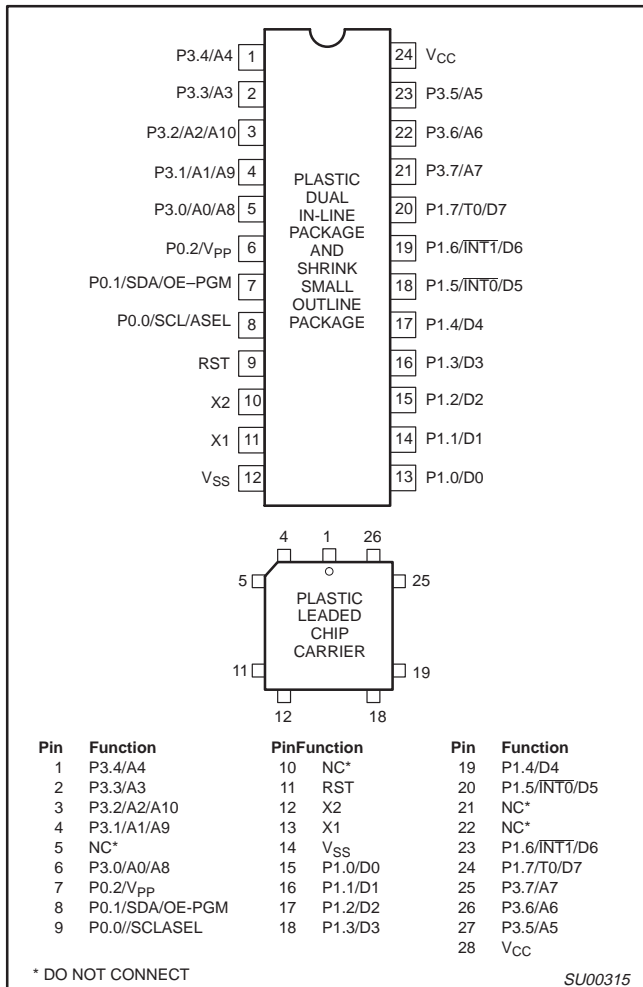 P3.4/A4 1 24 VCC
P3.3/A3 2 23 P3.5/A5
P3.2/A2/A10 3 22 P3.6/A6
P3.1/A1/A9 4 21 P3.7/A7
P3.0/A0/A8 5 20 P1.7/T0/D7
P0.2/VPP 6 19 P1.6/INT1/D6
P0.1/SDA/OE–PGM 7 18 P1.5/INT0/D5
P0.0/SCL/ASEL 8 17 P1.4/D4
RST 9 16 P1.3/D3
X2 10 15 P1.2/D2
X1 11 14 P1.1/D1
VSS 12 13 P1.0/D0
PLASTIC
DUAL
IN-LINE
PACKAGE
AND
SHRINK
SMALL
OUTLINE
PACKAGE
4 1 26
5 25
PLASTIC
LEADED
CHIP
CARRIER
11 19
12 18
Pin Function
1 P3.4/A4
2 P3.3/A3
3 P3.2/A2/A10
4 P3.1/A1/A9
5 NC*
6 P3.0/A0/A8
7 P0.2/VPP
8 P0.1/SDA/OE-PGM
9 P0.0//SCLASEL
PinFunction
10 NC*
11 RST
12 X2
13 X1
14 VSS
15 P1.0/D0
16 P1.1/D1
17 P1.2/D2
18 P1.3/D3
Pin Function
19 P1.4/D4
20 P1.5/INT0/D5
21 NC*
22 NC*
23 P1.6/INT1/D6
24 P1.7/T0/D7
25 P3.7/A7
26 P3.6/A6
27 P3.5/A5
28 VCC
* DO NOT CONNECT
SU00315